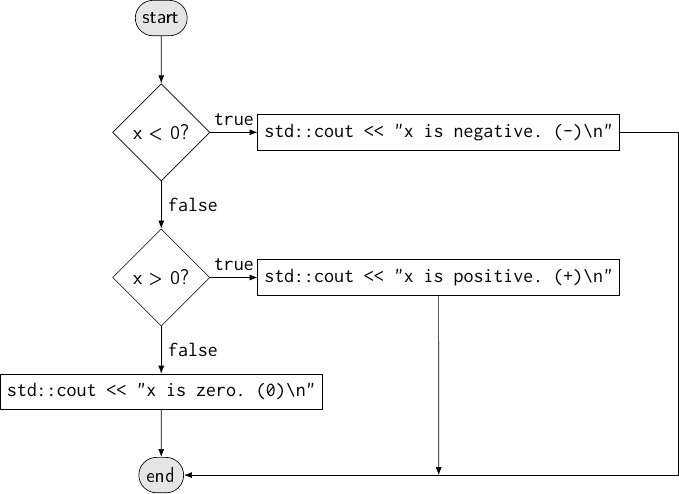 start
x < 0?
true
std::cout << "x is negative. (-)\n"
false
x > 0?
true
std::cout << "x is positive. (+)\n"
false
std::cout << "x is zero. (0)\n"
end